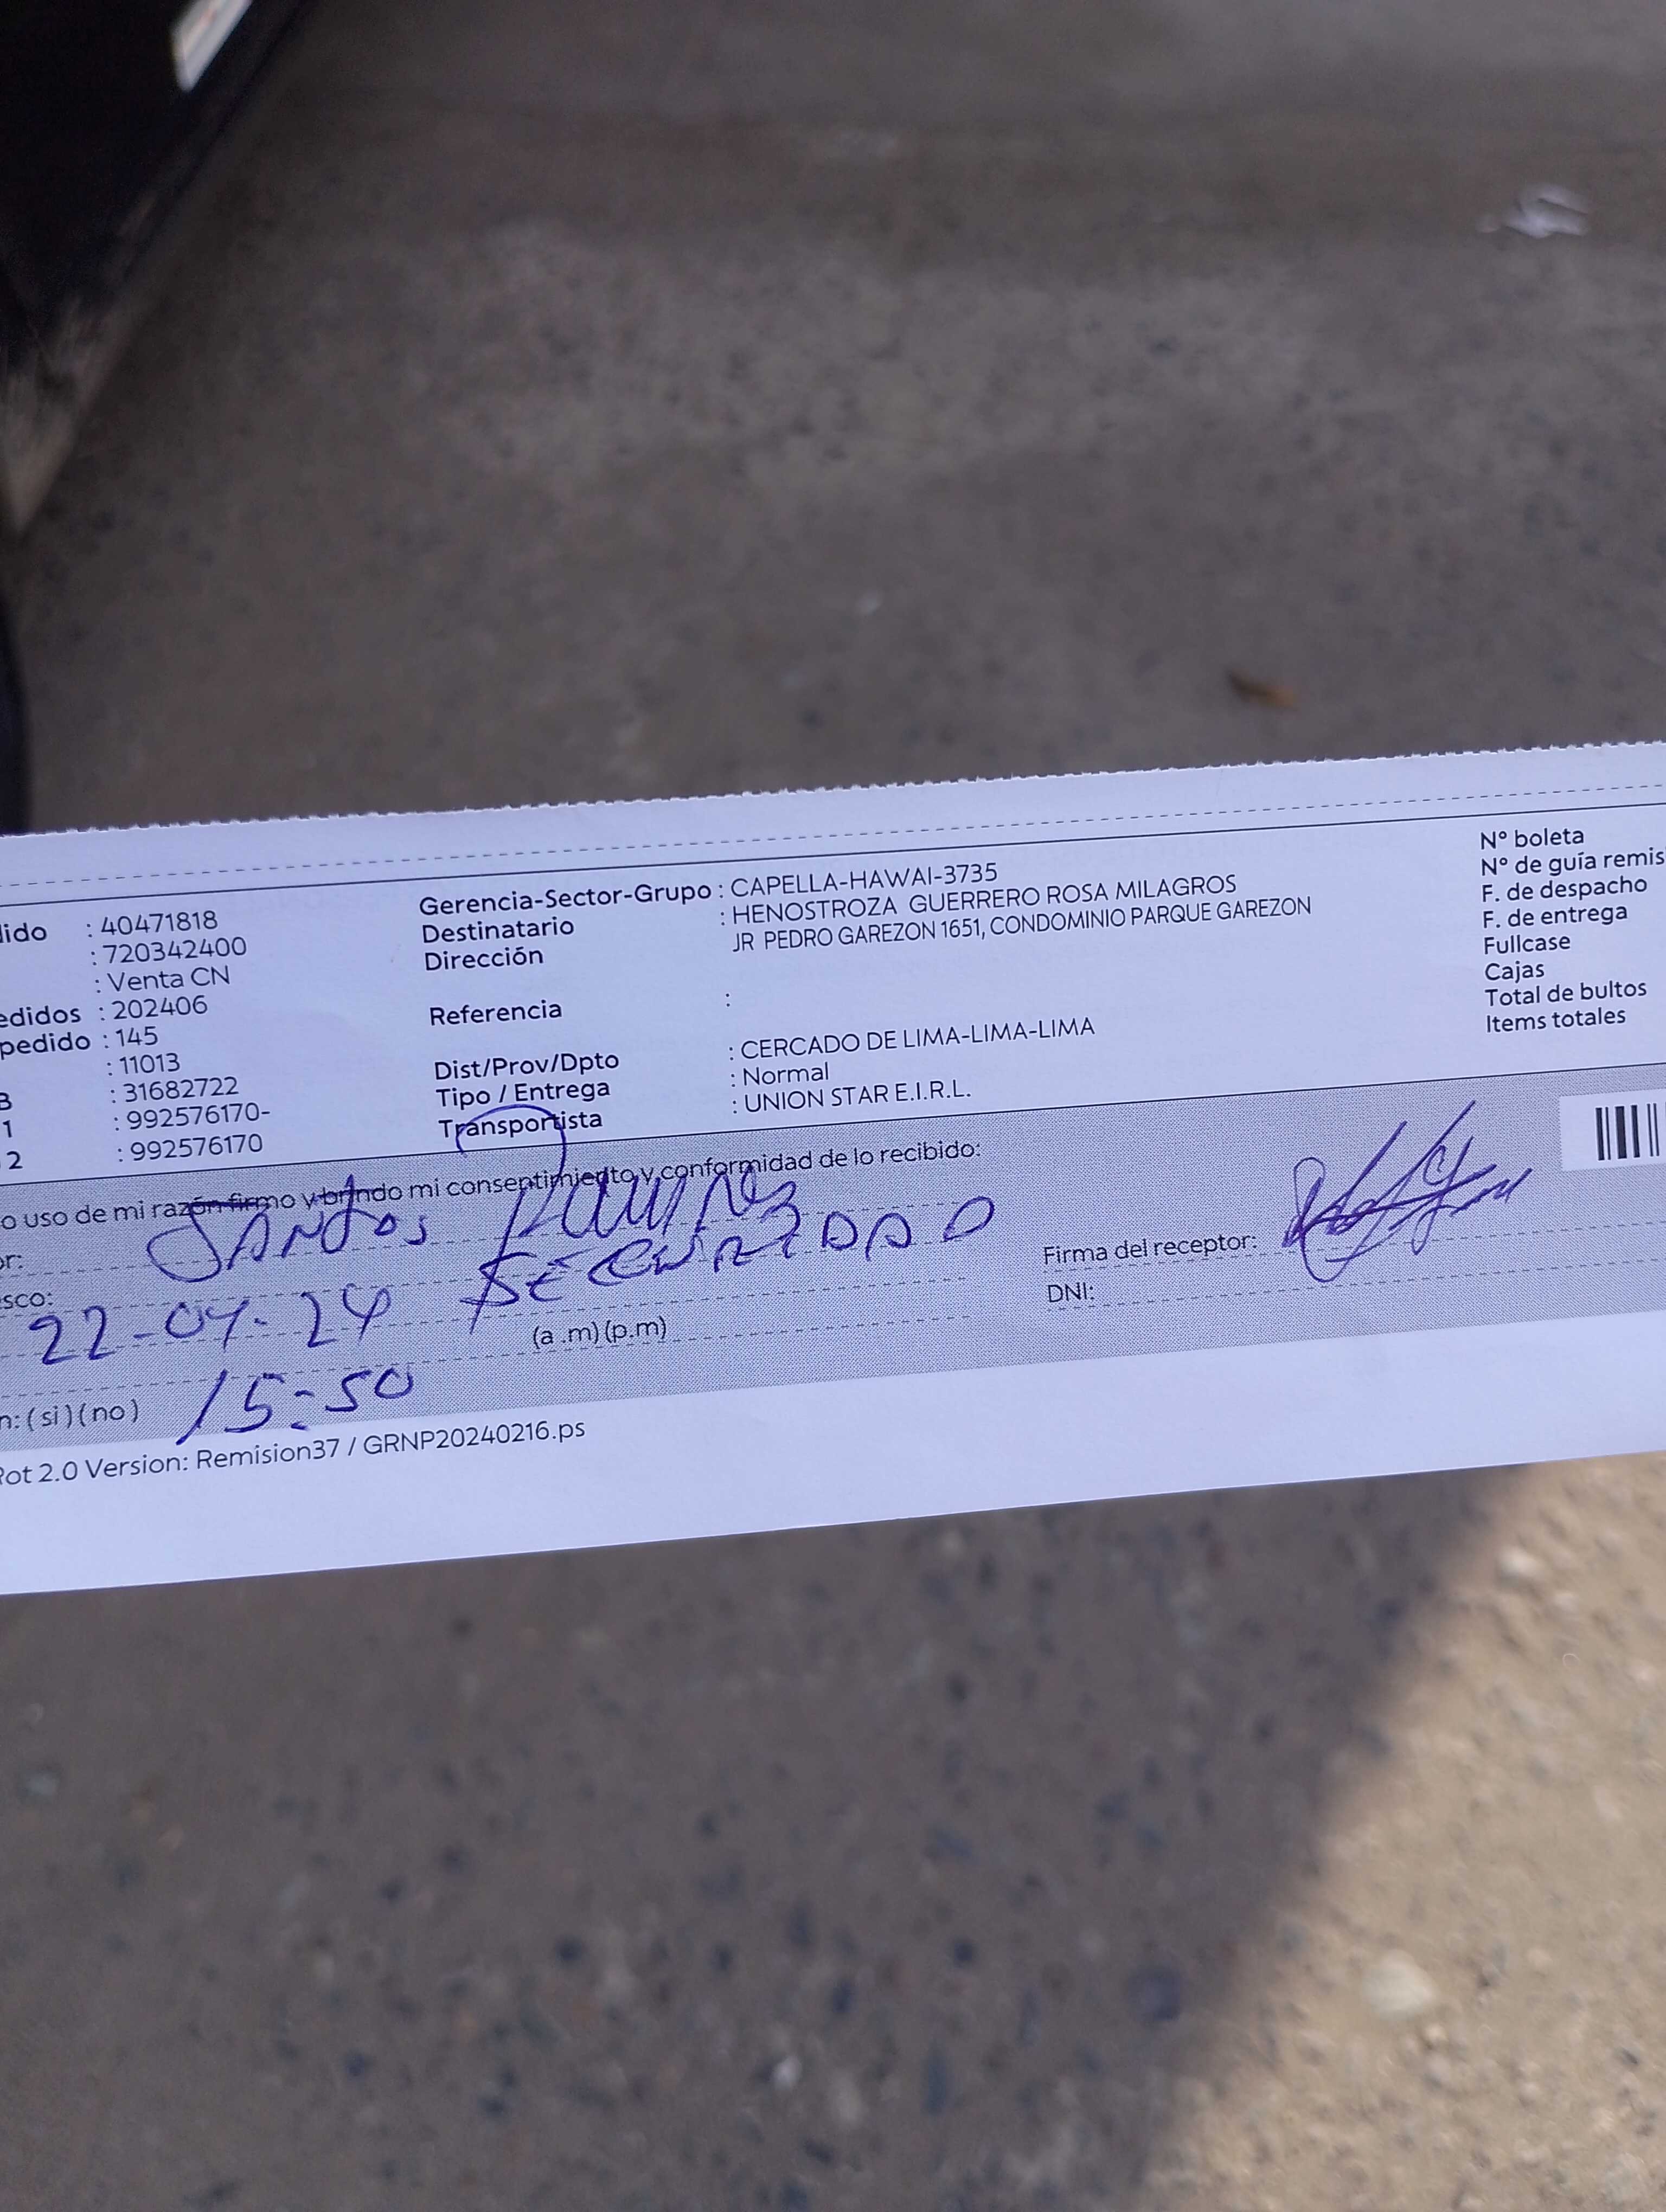 dido : 40471818
: 720342400
: Venta CN
edidos : 202406
pedido : 145
: 11013
: 31682722
1 : 992576170-
2 : 992576170
Gerencia-Sector-Grupo : CAPELLA-HAWAI-3735
Destinatario : HENOSTROZA GUERRERO ROSA MILAGROS
Dirección JR PEDRO GAREZON 1651, CONDOMINIO PARQUE GAREZON
Referencia :
Dist/Prov/Dpto : CERCADO DE LIMA-LIMA-LIMA
Tipo / Entrega : Normal
Transportista : UNION STAR E.I.R.L.
Nº boleta
Nº de guía remis
F. de despacho
F. de entrega
Fullcase
Cajas
Total de bultos
Items totales
o uso de mi razón firmo y brindo mi consentimiento y conformidad de lo recibido:
or: SANTOS
sco: SEGURIDAD
22-04-24
(a .m)(p.m)
15:50
n: (si)(no)
Firma del receptor:
DNI:
Rot 2.0 Version: Remision37 / GRNP20240216.ps